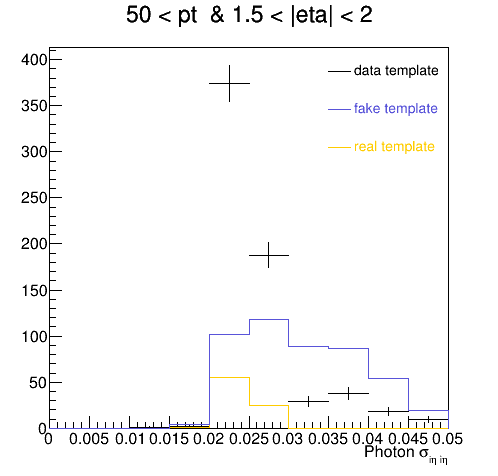 50 < pt & 1.5 < |eta| < 2
400
350
300
250
200
150
100
50
0
data template
fake template
real template
0 0.005 0.01 0.015 0.02 0.025 0.03 0.035 0.04 0.045 0.05
Photon σiη iη